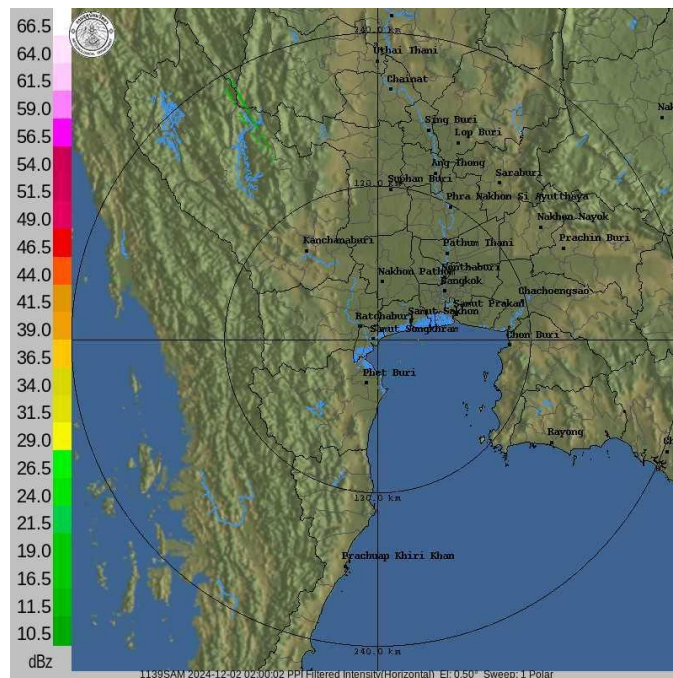 66.5
64.0
61.5
59.0
56.5
54.0
51.5
49.0
46.5
44.0
41.5
39.0
36.5
34.0
31.5
29.0
26.5
24.0
21.5
19.0
16.5
14.5
11.5
10.5
dBz
240.0 km
Uthai Thani
Chainat
Nak
Sing Buri
Lop Buri
Ang Thong
Saraburi
Suphan Buri
120.0 km
Phra Nakhon Si Ayutthaya
Nakhon Nayok
Kanchanaburi
Pathum Thani
Prachin Buri
Nonthaburi
Nakhon Pathom
Bangkok
Chachoengsao
Samut Prakan
Samut Sakhon
Ratchaburi
Samut Songkhram
Chon Buri
Phet Buri
Rayong
Ch
120.0 km
Prachuap Khiri Khan
240.0 km
1139SAM 2024-12-02 02:00:02 PPI Filtered Intensity(Horizontal) El: 0.50° Sweep: 1 Polar